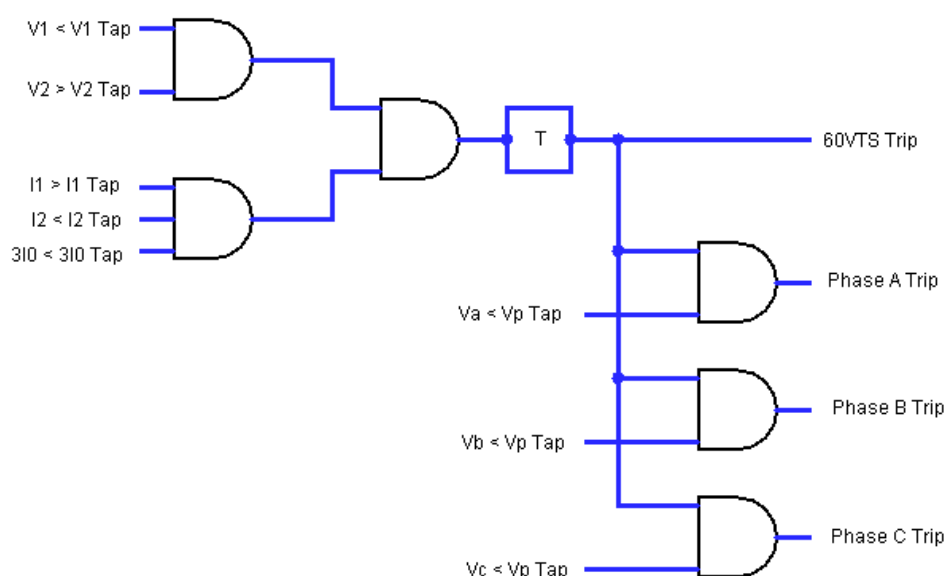 V1 < V1 Tap
V2 > V2 Tap
I1 > I1 Tap
I2 < I2 Tap
3I0 < 3I0 Tap
T
60VTS Trip
Phase A Trip
Va < Vp Tap
Phase B Trip
Vb < Vp Tap
Phase C Trip
Vc < Vp Tap